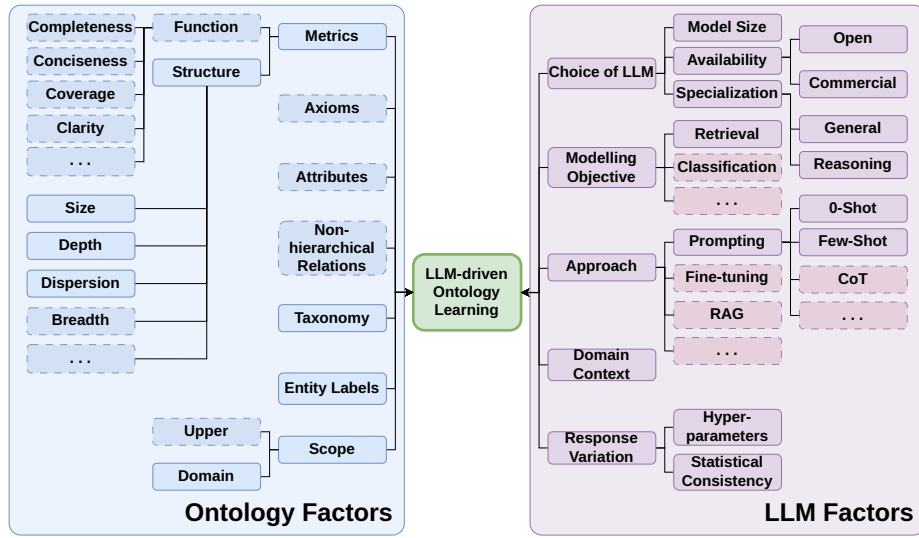 Completeness
Conciseness
Coverage
Clarity
. . .
Function
Structure
Metrics
Size
Depth
Dispersion
Breadth
. . .
Axioms
Attributes
Non-
hierarchical
Relations
Taxonomy
Entity Labels
Upper
Domain
Scope
Ontology Factors
LLM-driven
Ontology
Learning
Choice of LLM
Model Size
Availability
Specialization
Open
Commercial
General
Reasoning
Modelling
Objective
Retrieval
Classification
. . .
Approach
Prompting
Fine-tuning
RAG
. . .
0-Shot
Few-Shot
CoT
. . .
Domain
Context
Response
Variation
Hyper-
parameters
Statistical
Consistency
LLM Factors